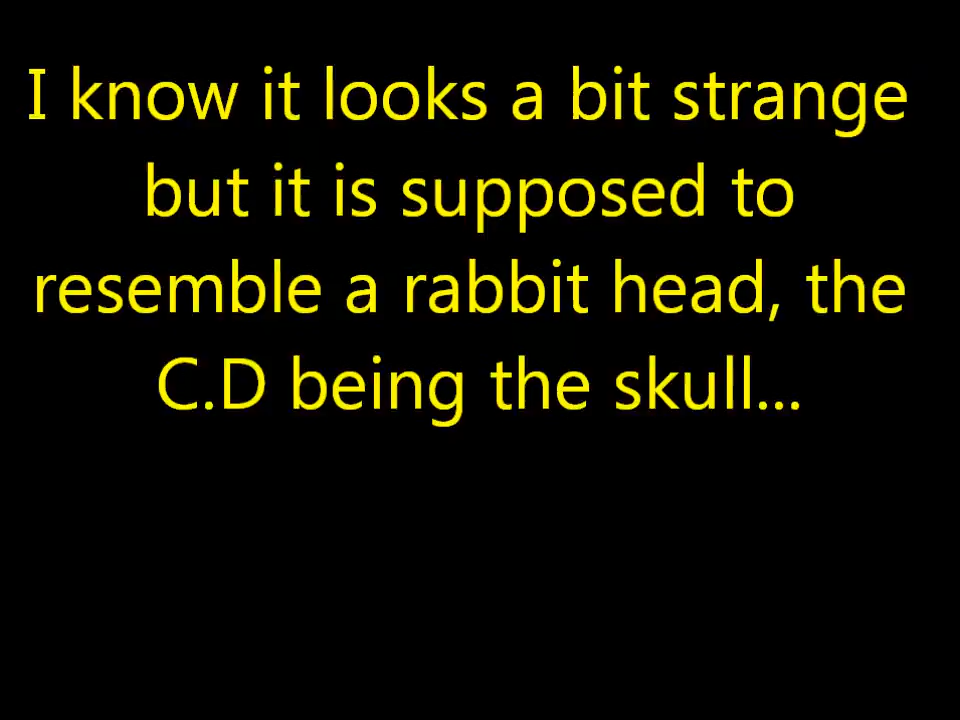 I know it looks a bit strange
but it is supposed to
resemble a rabbit head, the
C.D being the skull...